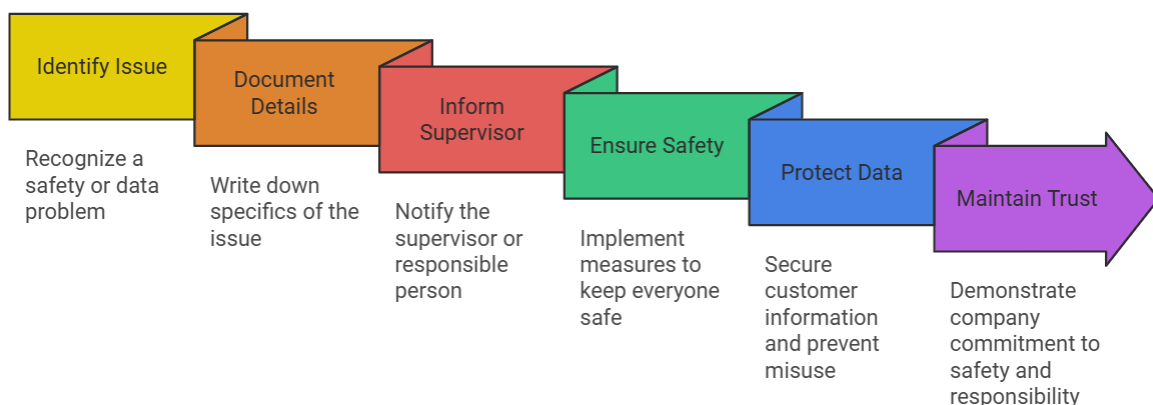 Identify Issue
Recognize a
safety or data
problem
Document
Details
Write down
specifics of the
issue
Inform
Supervisor
Notify the
supervisor or
responsible
person
Ensure Safety
Implement
measures to
keep everyone
safe
Protect Data
Secure
customer
information
and prevent
misuse
Maintain Trust
Demonstrate
company
commitment to
safety and
responsibility